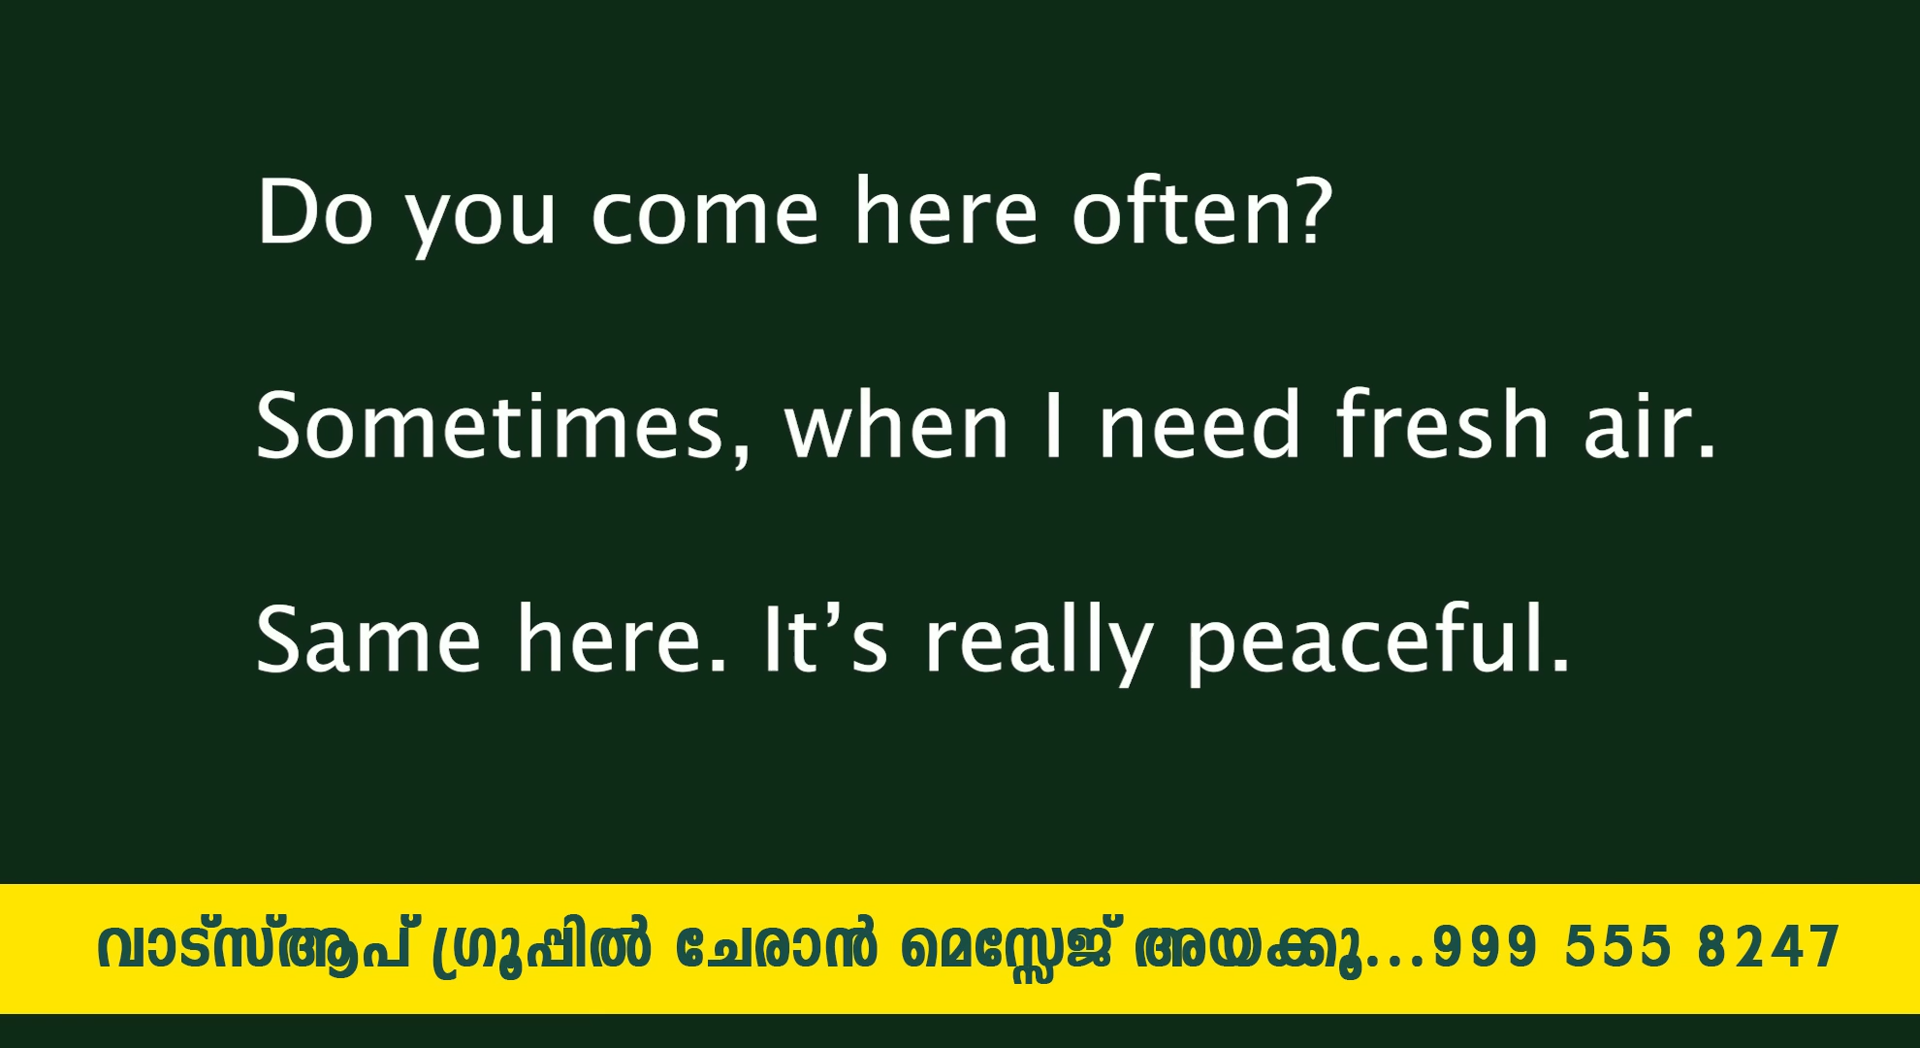 Do you come here often?
Sometimes, when I need fresh air.
Same here. It’s really peaceful.
വാട്സ്ആപ് ഗ്രൂപ്പിൽ ചേരാൻ മെസ്സേജ് അയക്കൂ...999 555 8247